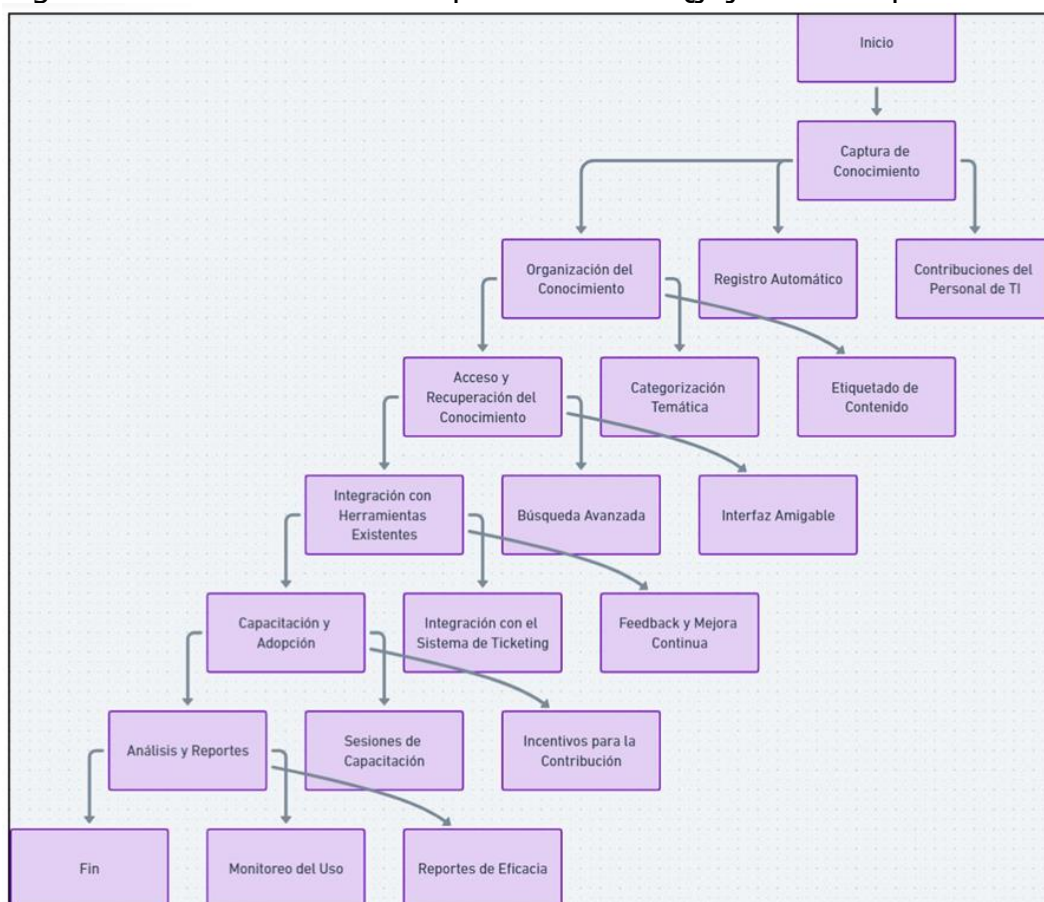 Inicio
Captura de
Conocimiento
Organización del
Conocimiento
Registro Automático
Contribuciones del
Personal de TI
Acceso y
Recuperación del
Conocimiento
Categorización
Temática
Etiquetado de
Contenido
Integración con
Herramientas
Existentes
Búsqueda Avanzada
Interfaz Amigable
Capacitación y
Adopción
Integración con el
Sistema de Ticketing
Feedback y Mejora
Continua
Análisis y Reportes
Sesiones de
Capacitación
Incentivos para la
Contribución
Fin
Monitoreo del Uso
Reportes de Eficacia